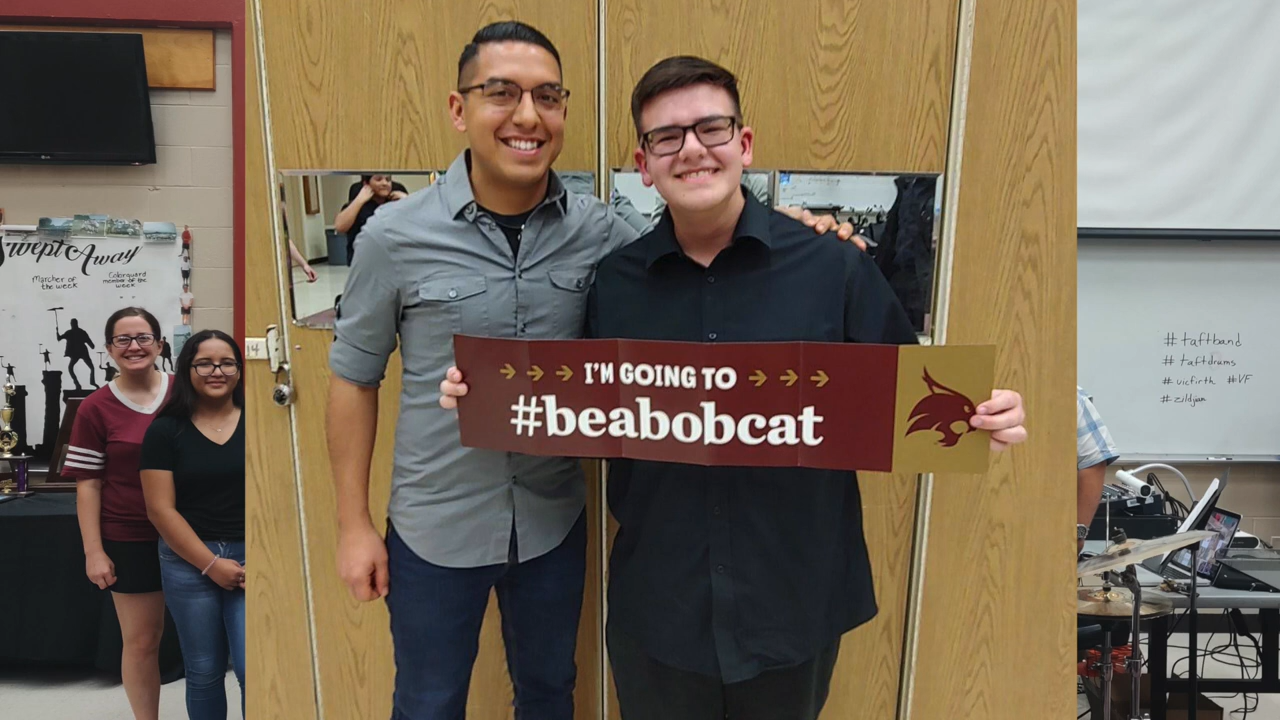 Swept Away
Marcher of
the week
Colorguard
member of the
week
14
→ → → I'M GOING TO → → →
#beabobcat
# taftband
# taftdrums
# vicfirth #VF
# zildjian